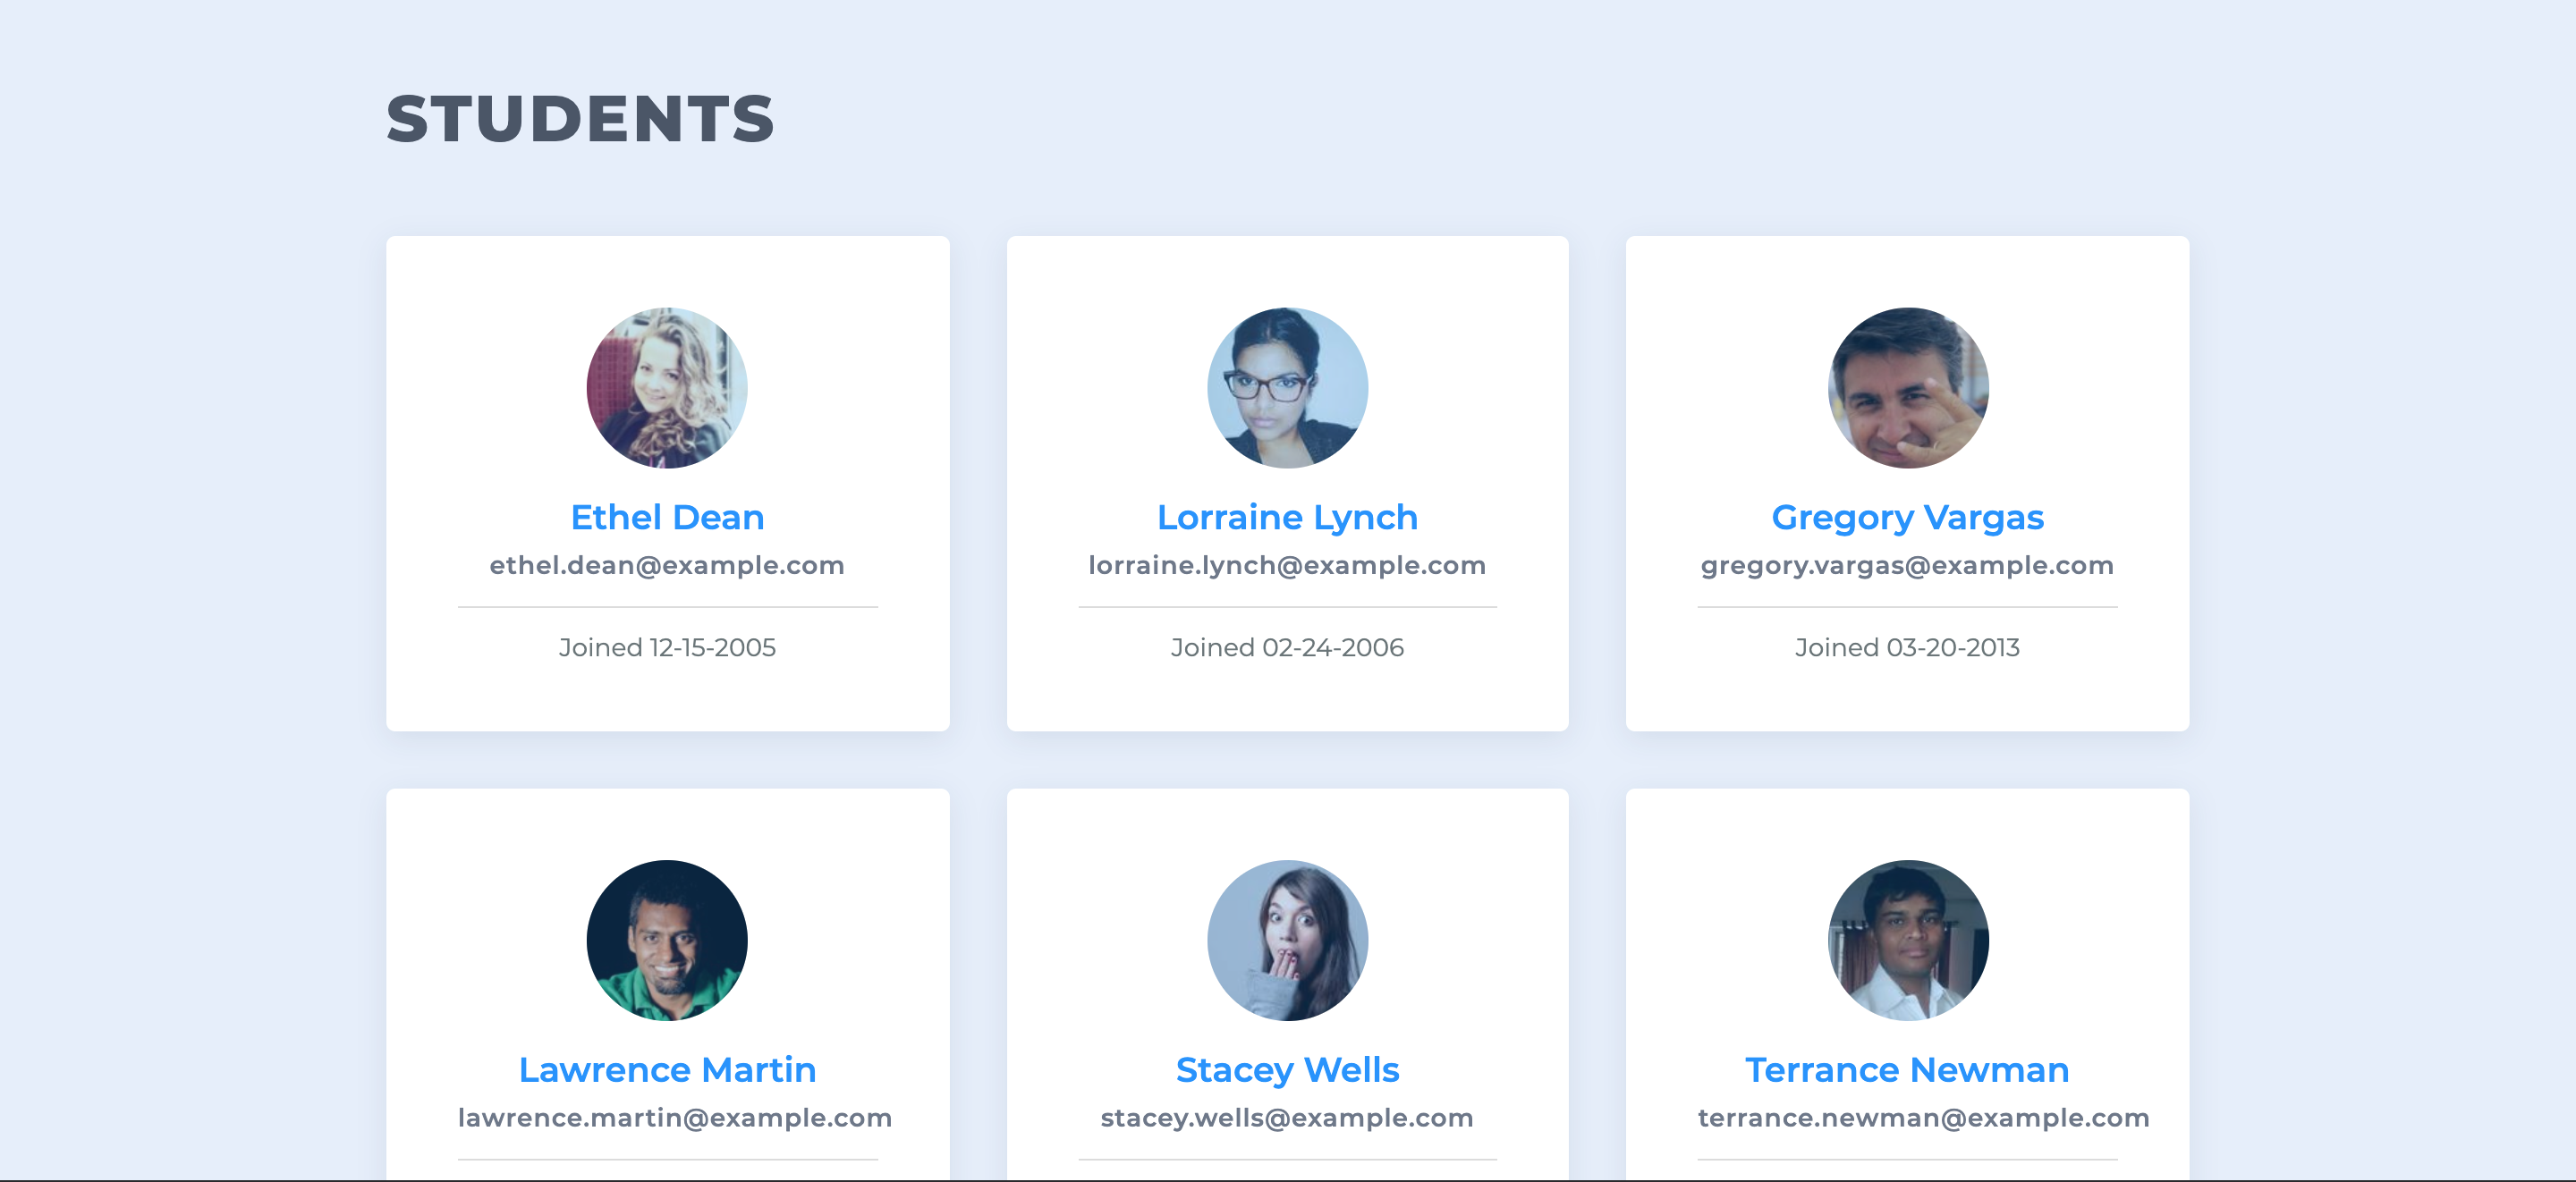 STUDENTS
Ethel Dean
ethel.dean@example.com
Joined 12-15-2005
Lorraine Lynch
lorraine.lynch@example.com
Joined 02-24-2006
Gregory Vargas
gregory.vargas@example.com
Joined 03-20-2013
Lawrence Martin
lawrence.martin@example.com
Stacey Wells
stacey.wells@example.com
Terrance Newman
terrance.newman@example.com